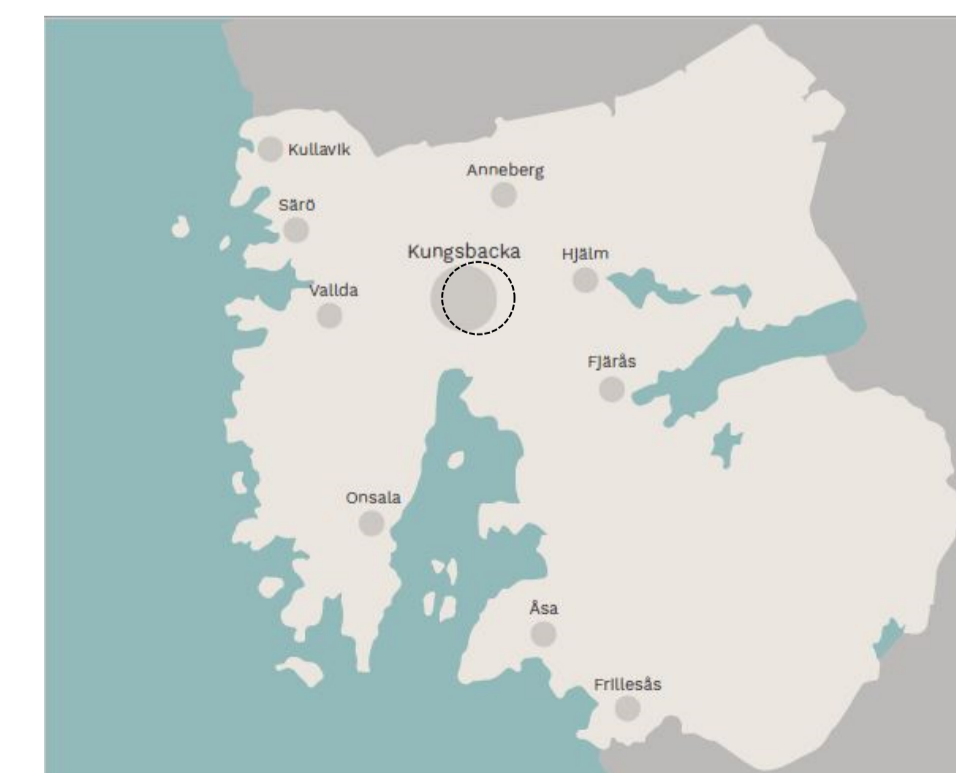 Kullavik
Anneberg
Särö
Kungsbacka
Hjälm
Vallda
Fjärås
Onsala
Åsa
Frillesås